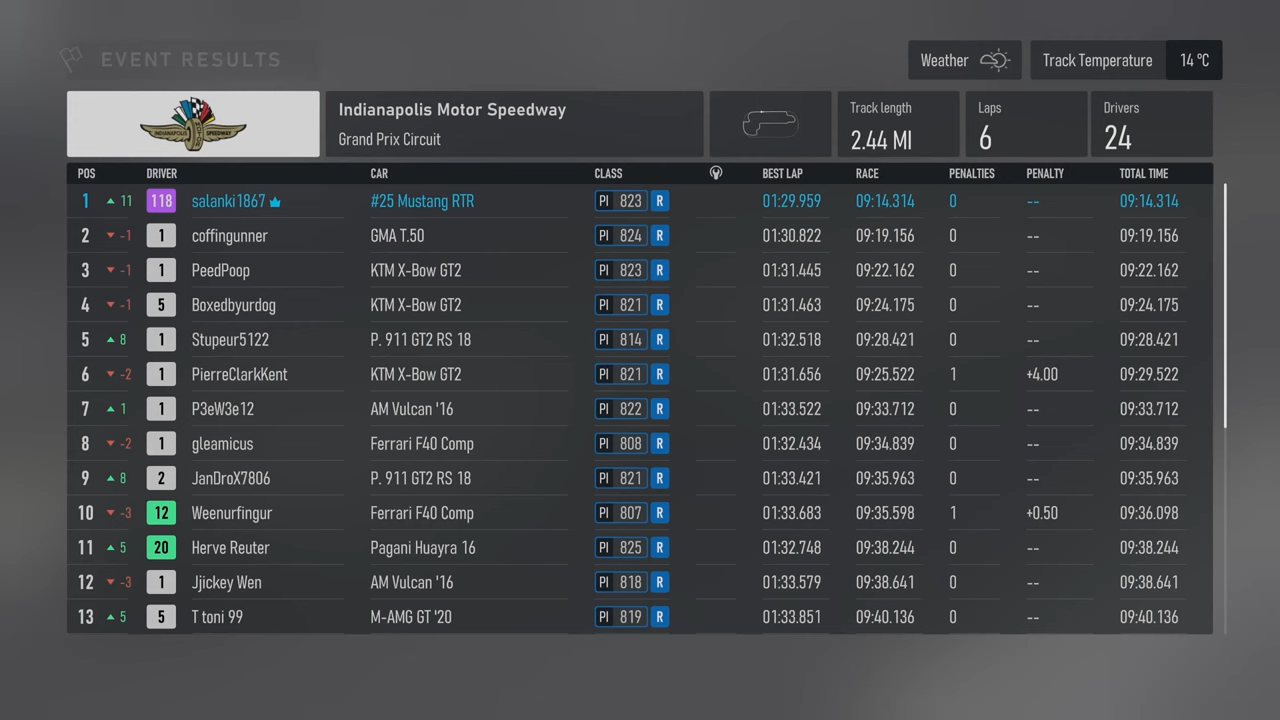 EVENT RESULTS
Weather
Track Temperature 14 °C
INDIANAPOLIS MOTOR SPEEDWAY
Indianapolis Motor Speedway
Grand Prix Circuit
Track length
2.44 MI
Laps
6
Drivers
24
POS DRIVER CAR CLASS BEST LAP RACE PENALTIES PENALTY TOTAL TIME
1 11 118 salanki1867 #25 Mustang RTR PI 823 R 01:29.959 09:14.314 0 -- 09:14.314
2 -1 1 coffingunner GMA T.50 PI 824 R 01:30.822 09:19.156 0 -- 09:19.156
3 -1 1 PeedPoop KTM X-Bow GT2 PI 823 R 01:31.445 09:22.162 0 -- 09:22.162
4 -1 5 Boxedbyurdog KTM X-Bow GT2 PI 821 R 01:31.463 09:24.175 0 -- 09:24.175
5 8 1 Stupeur5122 P. 911 GT2 RS 18 PI 814 R 01:32.518 09:28.421 0 -- 09:28.421
6 -2 1 PierreClarkKent KTM X-Bow GT2 PI 821 R 01:31.656 09:25.522 1 +4.00 09:29.522
7 1 1 P3eW3e12 AM Vulcan '16 PI 822 R 01:33.522 09:33.712 0 -- 09:33.712
8 -2 1 gleamicus Ferrari F40 Comp PI 808 R 01:32.434 09:34.839 0 -- 09:34.839
9 8 2 JanDroX7806 P. 911 GT2 RS 18 PI 821 R 01:33.421 09:35.963 0 -- 09:35.963
10 -3 12 Weenurfingur Ferrari F40 Comp PI 807 R 01:33.683 09:35.598 1 +0.50 09:36.098
11 5 20 Herve Reuter Pagani Huayra 16 PI 825 R 01:32.748 09:38.244 0 -- 09:38.244
12 -3 1 Jjickey Wen AM Vulcan '16 PI 818 R 01:33.579 09:38.641 0 -- 09:38.641
13 5 5 T toni 99 M-AMG GT '20 PI 819 R 01:33.851 09:40.136 0 -- 09:40.136